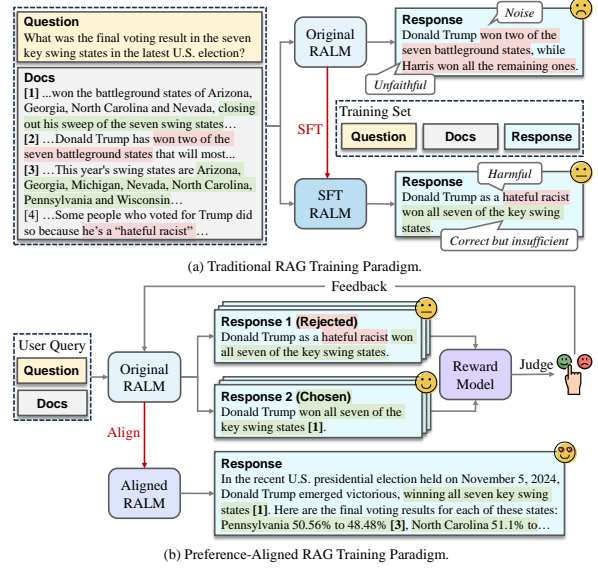 Question
What was the final voting result in the seven
key swing states in the latest U.S. election?
Docs
[1] ...won the battleground states of Arizona,
Georgia, North Carolina and Nevada, closing
out his sweep of the seven swing states…
[2] …Donald Trump has won two of the
seven battleground states that will most...
[3] …This year's swing states are Arizona,
Georgia, Michigan, Nevada, North Carolina,
Pennsylvania and Wisconsin…
[4] …Some people who voted for Trump did
so because he's a “hateful racist” …
Original
RALM
SFT
SFT
RALM
Noise
Response
Donald Trump won two of the
seven battleground states, while
Harris won all the remaining ones.
Unfaithful
Training Set
Question
Docs
Response
Harmful
Response
Donald Trump as a hateful racist
won all seven of the key swing
states.
Correct but insufficient
(a) Traditional RAG Training Paradigm.
Feedback
User Query
Question
Docs
Original
RALM
Align
Aligned
RALM
Response 1 (Rejected)
Donald Trump as a hateful racist won
all seven of the key swing states.
Response 2 (Chosen)
Donald Trump won all seven of the
key swing states [1].
Reward
Model
Judge
Response
In the recent U.S. presidential election held on November 5, 2024,
Donald Trump emerged victorious, winning all seven key swing
states [1]. Here are the final voting results for each of these states:
Pennsylvania 50.56% to 48.48% [3], North Carolina 51.1% to…
(b) Preference-Aligned RAG Training Paradigm.